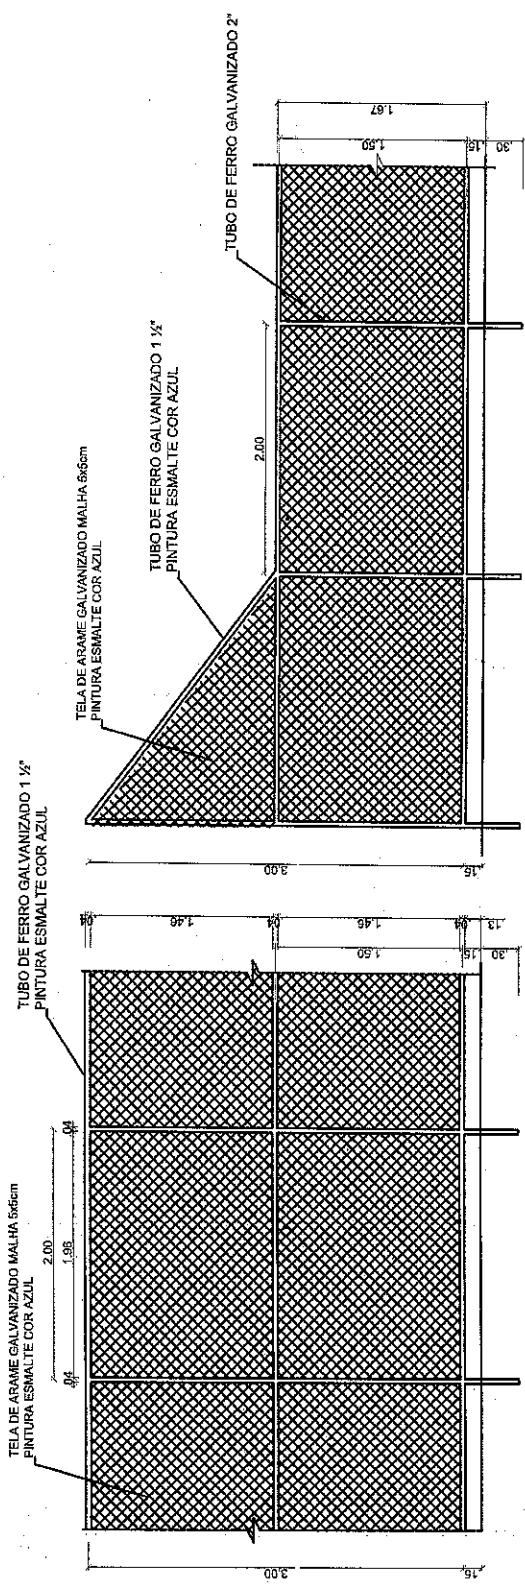 TELA DE ARAME GALVANIZADO MALHA 5x5cm
PINTURA ESMALTE COR AZUL
TUBO DE FERRO GALVANIZADO 1 ½"
PINTURA ESMALTE COR AZUL
2.00
.04
1.96
.04
3.00
.15
.04
1.46
.04
1.46
.04
.13
1.50
.15
.30
TELA DE ARAME GALVANIZADO MALHA 5x5cm
PINTURA ESMALTE COR AZUL
TUBO DE FERRO GALVANIZADO 1 ½"
PINTURA ESMALTE COR AZUL
TUBO DE FERRO GALVANIZADO 2"
2.00
3.00
.15
1.67
1.50
.15
.30